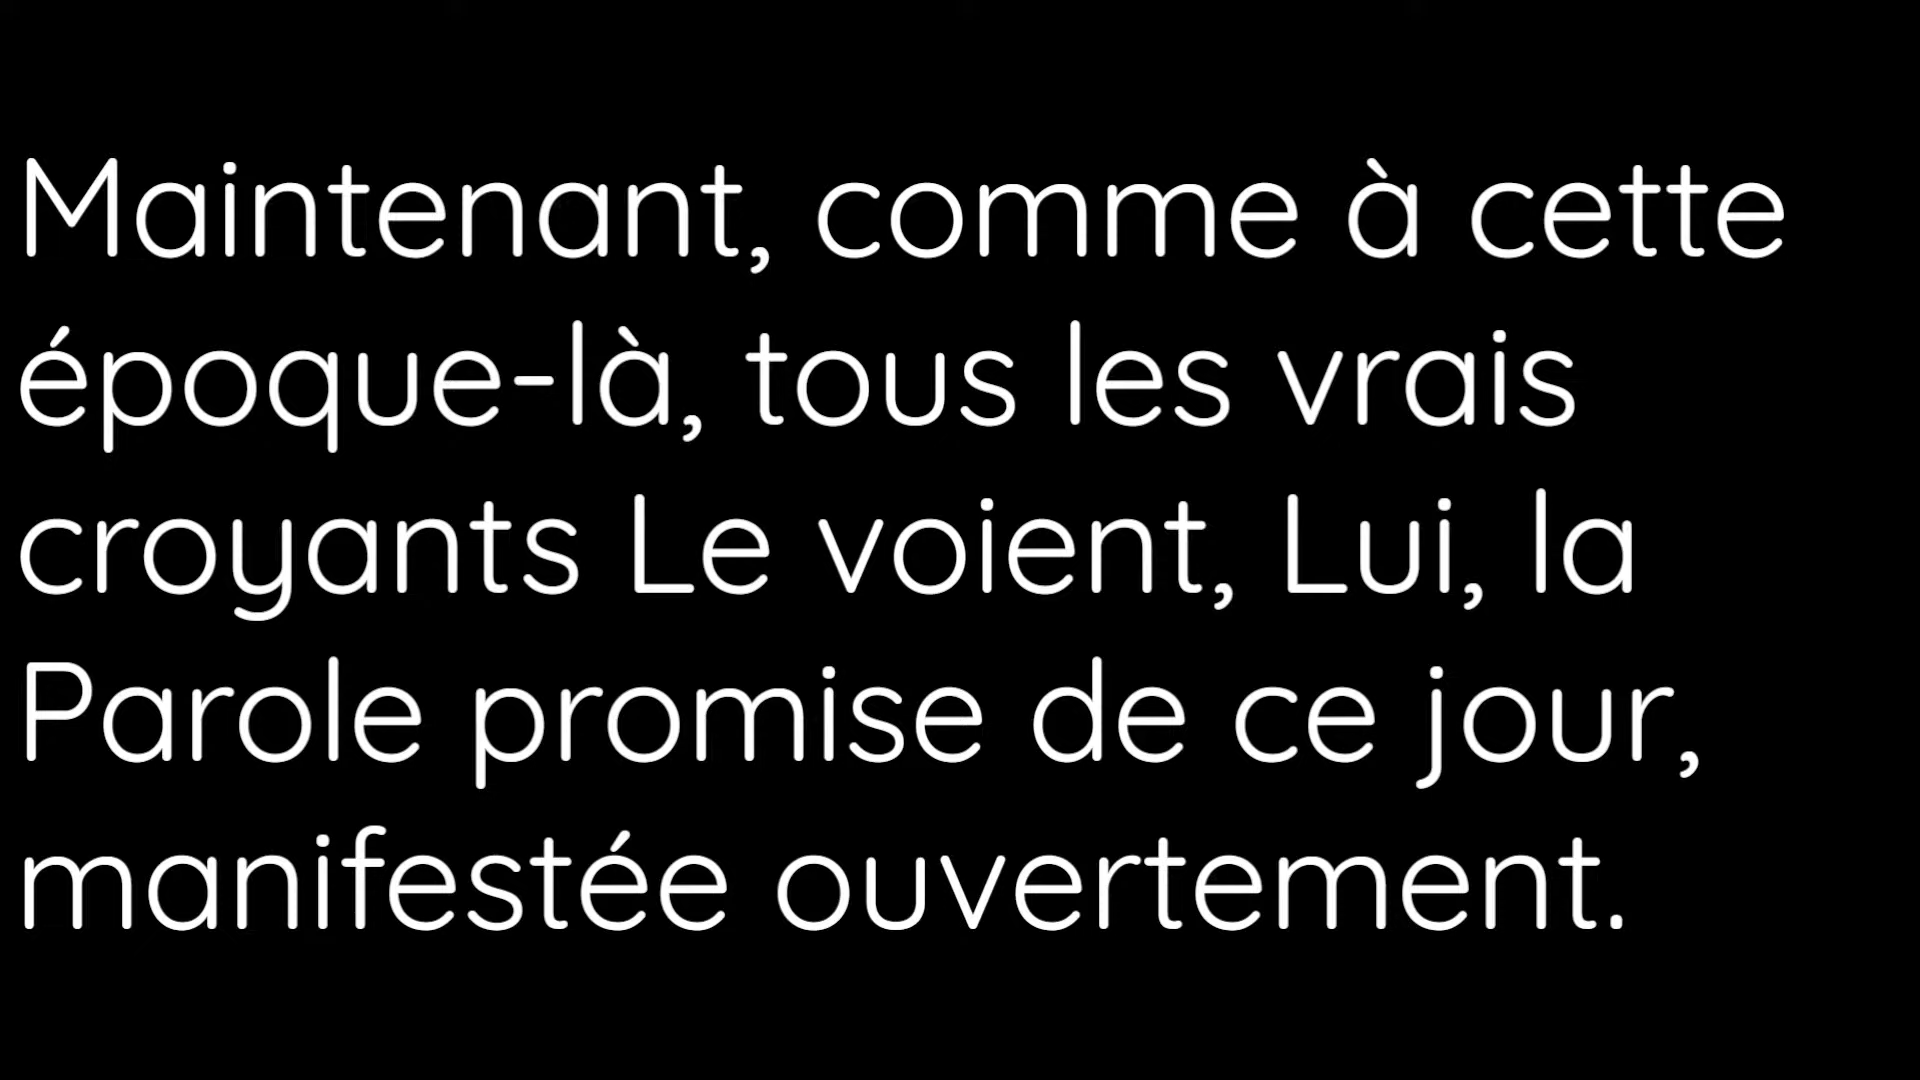 Maintenant, comme à cette
époque-là, tous les vrais
croyants Le voient, Lui, la
Parole promise de ce jour,
manifestée ouvertement.